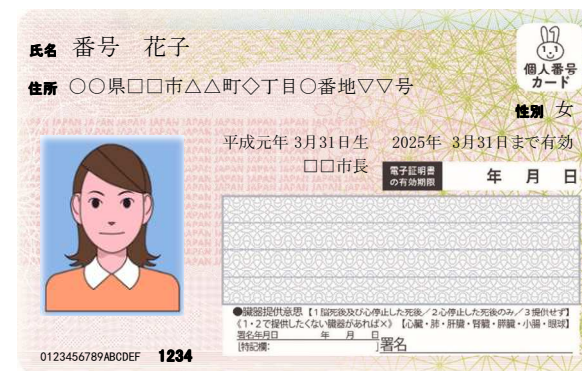 氏名 番号 花子
個人番号
カード
住所 ○○県□□市△△町◇丁目○番地▽▽号
性別 女
平成元年 3月31日生 2025年 3月31日まで有効
□□市長
電子証明書
の有効期限
年 月 日
●臓器提供意思【1脳死後及び心停止した死後／2心停止した死後のみ／3提供せず】
《1・2で提供したくない臓器があれば×》【心臓・肺・肝臓・腎臓・膵臓・小腸・眼球】
署名年月日 年 月 日
[特記欄: ]署名
0123456789ABCDEF 1234